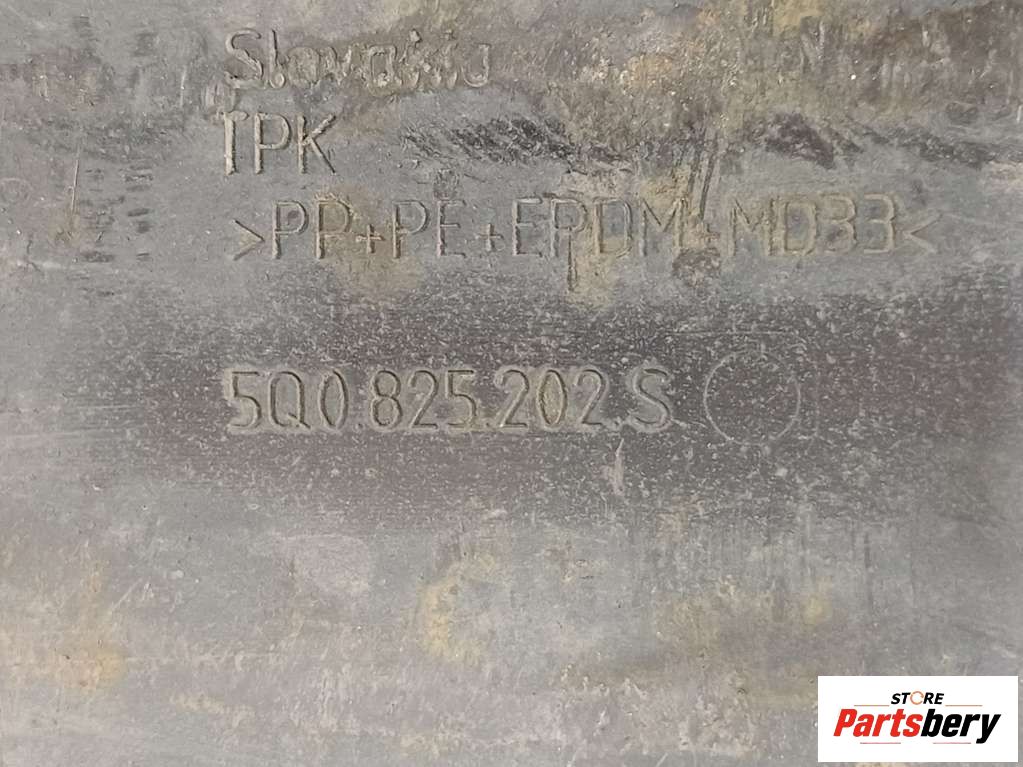 Slovakia
TPK
>PP+PE+EPDM-MD33<
5Q0.825.202.S
STORE
Partsbery